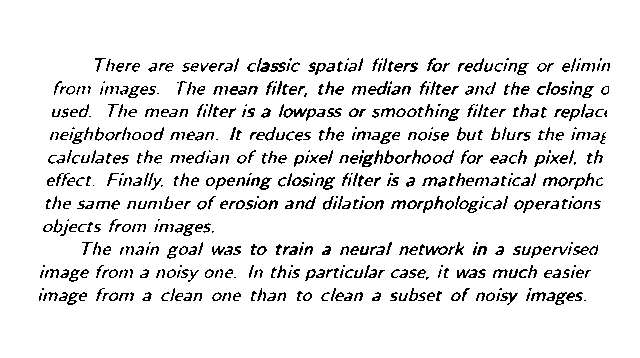 There are several classic spatial filters for reducing or elimin
from images. The mean filter, the median filter and the closing o
used. The mean filter is a lowpass or smoothing filter that replace
neighborhood mean. It reduces the image noise but blurs the imag
calculates the median of the pixel neighborhood for each pixel, th
effect. Finally, the opening closing filter is a mathematical morpho
the same number of erosion and dilation morphological operations
objects from images.
The main goal was to train a neural network in a supervised
image from a noisy one. In this particular case, it was much easier
image from a clean one than to clean a subset of noisy images.